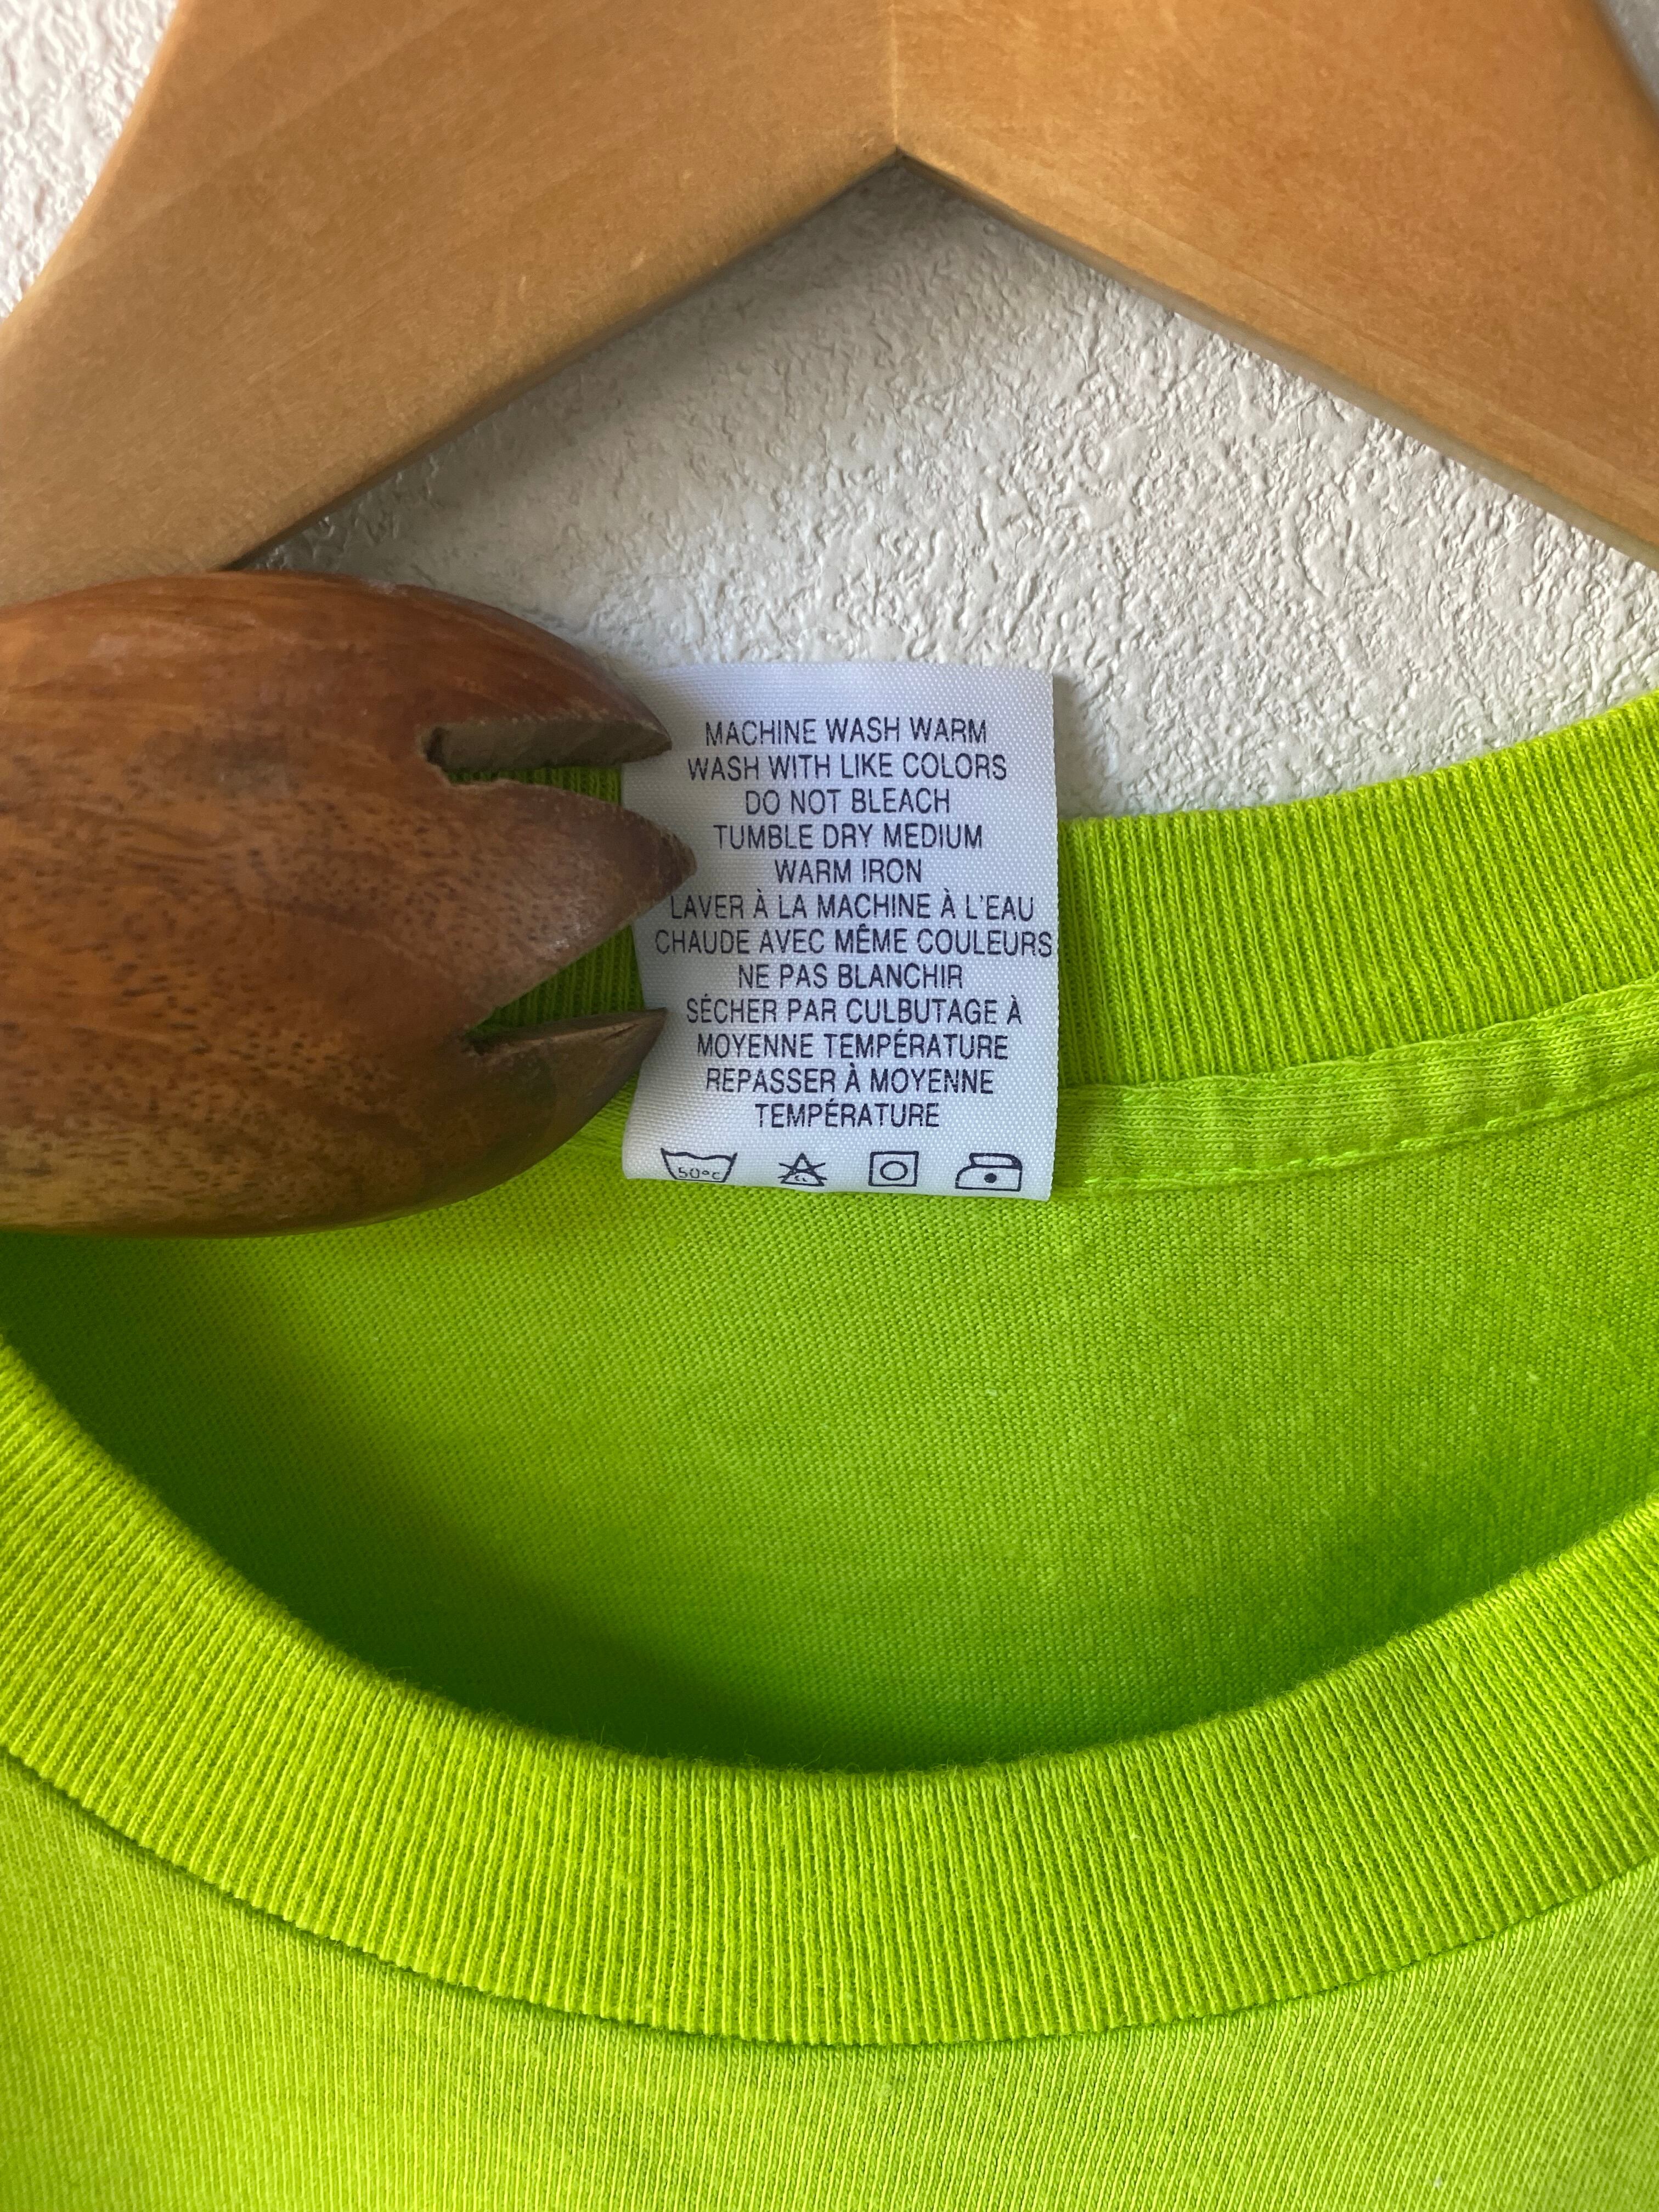 MACHINE WASH WARM
WASH WITH LIKE COLORS
DO NOT BLEACH
TUMBLE DRY MEDIUM
WARM IRON
LAVER À LA MACHINE À L'EAU
CHAUDE AVEC MÊME COULEURS
NE PAS BLANCHIR
SÉCHER PAR CULBUTAGE À
MOYENNE TEMPÉRATURE
REPASSER À MOYENNE
TEMPÉRATURE
50°C CL